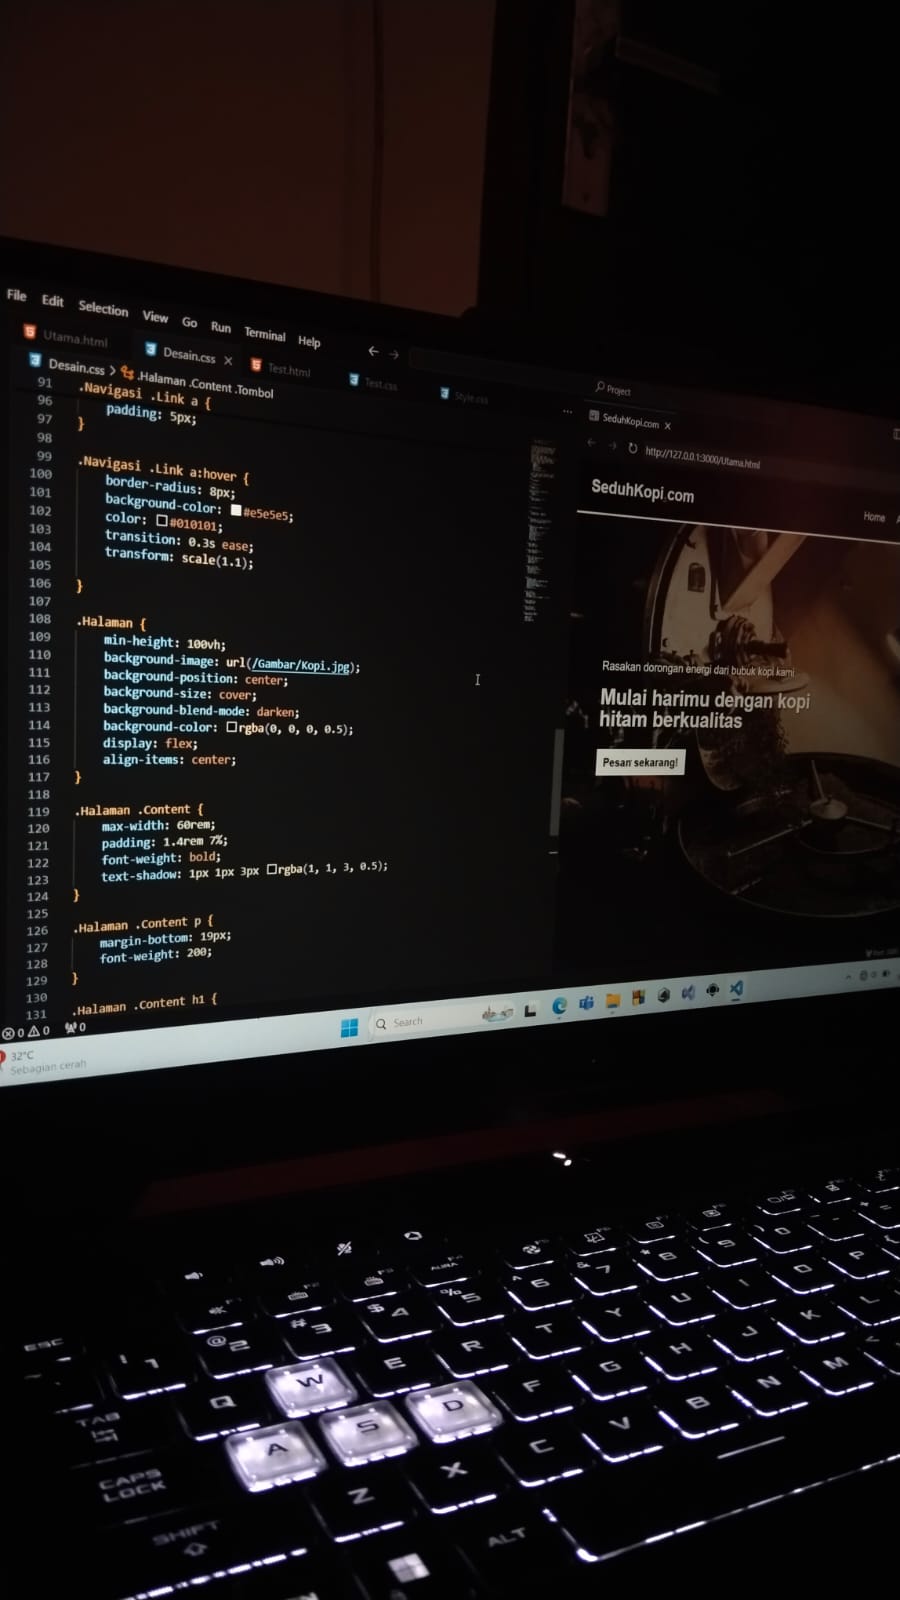 File Edit Selection View Go Run Terminal Help
Utama.html Desain.css Test.html Test.css Style.css
Desain.css > .Halaman .Content .Tombol
91 .Navigasi .Link a {
96 padding: 5px;
97 }
98
99 .Navigasi .Link a:hover {
100 border-radius: 8px;
101 background-color: #e5e5e5;
102 color: #010101;
103 transition: 0.3s ease;
104 transform: scale(1.1);
105
106 }
107
108 .Halaman {
109 min-height: 100vh;
110 background-image: url(/Gambar/Kopi.jpg);
111 background-position: center;
112 background-size: cover;
113 background-blend-mode: darken;
114 background-color: rgba(0, 0, 0, 0.5);
115 display: flex;
116 align-items: center;
117 }
118
119 .Halaman .Content {
120 max-width: 60rem;
121 padding: 1.4rem 7%;
122 font-weight: bold;
123 text-shadow: 1px 1px 3px rgba(1, 1, 3, 0.5);
124 }
125
126 .Halaman .Content p {
127 margin-bottom: 19px;
128 font-weight: 200;
129 }
130
131 .Halaman .Content h1 {
0 0 0
Project
SeduhKopi.com
http://127.0.0.1:3000/Utama.html
SeduhKopi.com
Home
Rasakan dorongan energi dari bubuk kopi kami
Mulai harimu dengan kopi
hitam berkualitas
Pesan sekarang!
32°C
Sebagian cerah
Search
ESC
! 1 @ 2 # 3 $ 4 % 5 ^ 6 & 7 * 8 ( 9 ) 0 - =
TAB Q W E R T Y U I O P
CAPS LOCK A S D F G H J K L
SHIFT Z X C V B N M <
ALT